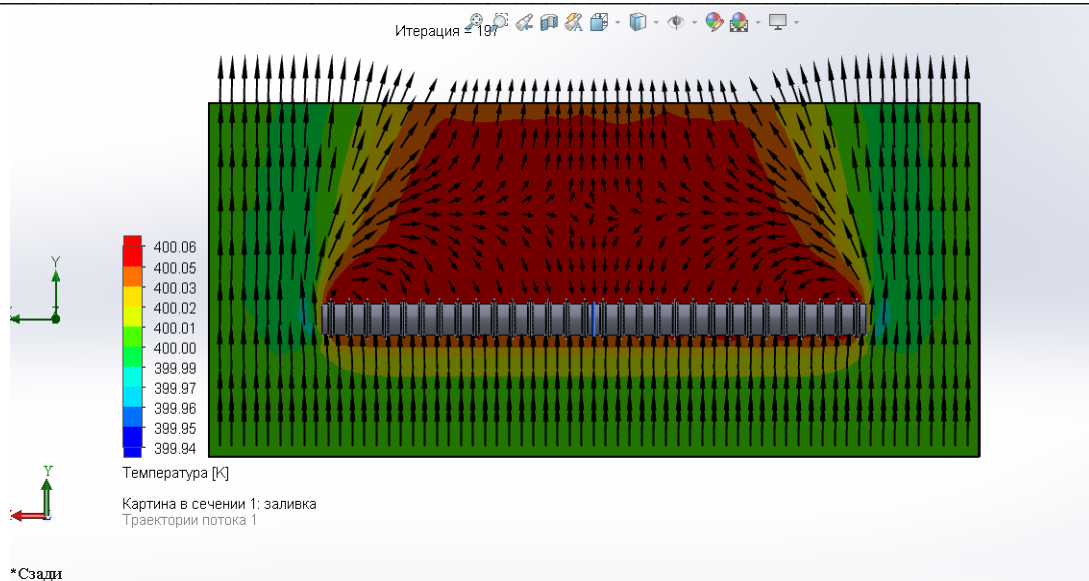 Итерация = 197
Y
400.06
400.05
400.03
400.02
400.01
400.00
399.99
399.97
399.96
399.95
399.94
Температура [K]
Y
Картина в сечении 1: заливка
Траектории потока 1
*Сзади